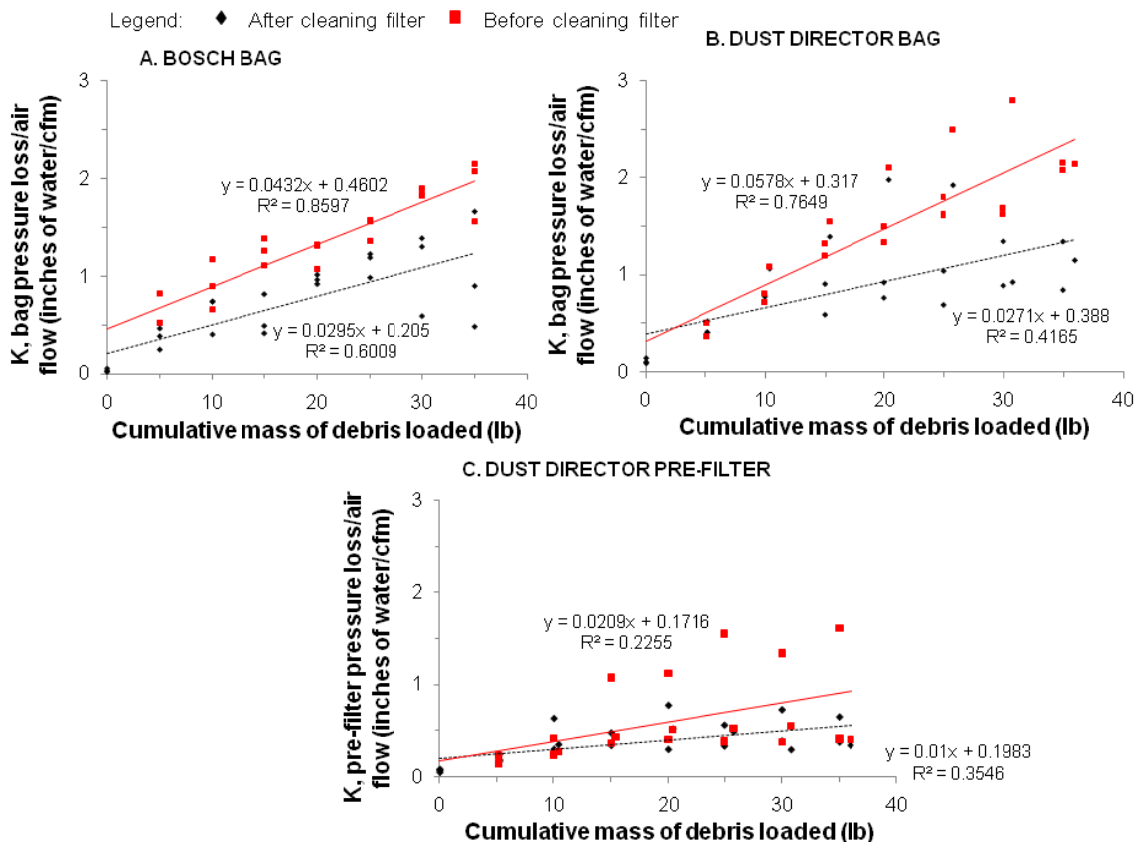 Legend: ◆ After cleaning filter ■ Before cleaning filter
A. BOSCH BAG
K, bag pressure loss/air
flow (inches of water/cfm)
3
2
1
0
y = 0.0432x + 0.4602
R² = 0.8597
y = 0.0295x + 0.205
R² = 0.6009
0 10 20 30 40
Cumulative mass of debris loaded (lb)
B. DUST DIRECTOR BAG
K, bag pressure loss/air
flow (inches of water/cfm)
3
2
1
0
y = 0.0578x + 0.317
R² = 0.7649
y = 0.0271x + 0.388
R² = 0.4165
0 10 20 30 40
Cumulative mass of debris loaded (lb)
C. DUST DIRECTOR PRE-FILTER
K, pre-filter pressure loss/air
flow (inches of water/cfm)
3
2
1
0
y = 0.0209x + 0.1716
R² = 0.2255
y = 0.01x + 0.1983
R² = 0.3546
0 10 20 30 40
Cumulative mass of debris loaded (lb)